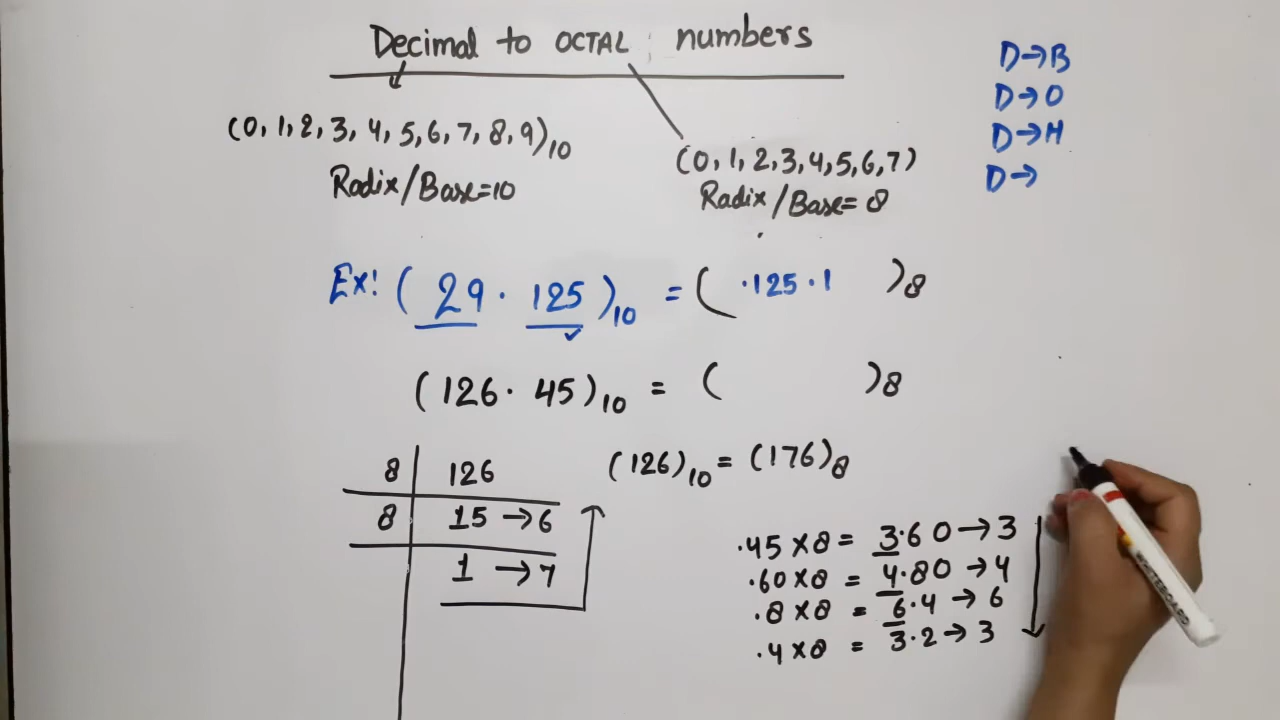 Decimal to OCTAL numbers
D→B
D→O
D→H
D→
(0, 1, 2, 3, 4, 5, 6, 7, 8, 9)10
Radix/Base=10
(0, 1, 2, 3, 4, 5, 6, 7)
Radix/Base= 8
Ex: ( 29 . 125 )10 = ( .125 . 1 )8
(126 . 45)10 = ( )8
8 126
8 15 →6
1 →7
(126)10 = (176)8
.45 X 8 = 3.60 → 3
.60 X 8 = 4.80 → 4
.8 X 8 = 6.4 → 6
.4 X 8 = 3.2 → 3
WHITEBOARD